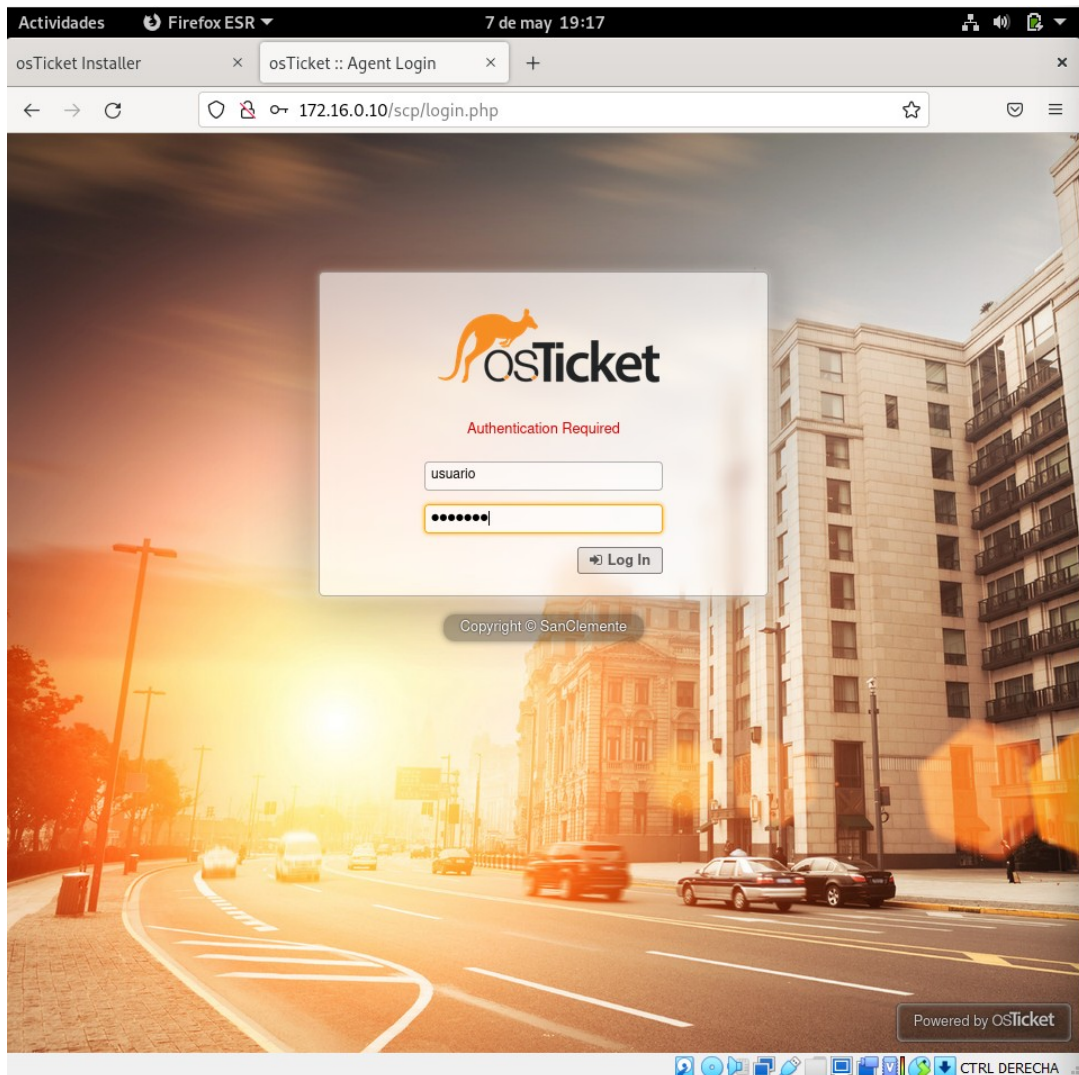 Actividades Firefox ESR 7 de may 19:17
osTicket Installer osTicket :: Agent Login
172.16.0.10/scp/login.php
osTicket
Authentication Required
usuario
•••••••
Log In
Copyright © SanClemente
Powered by osTicket
CTRL DERECHA